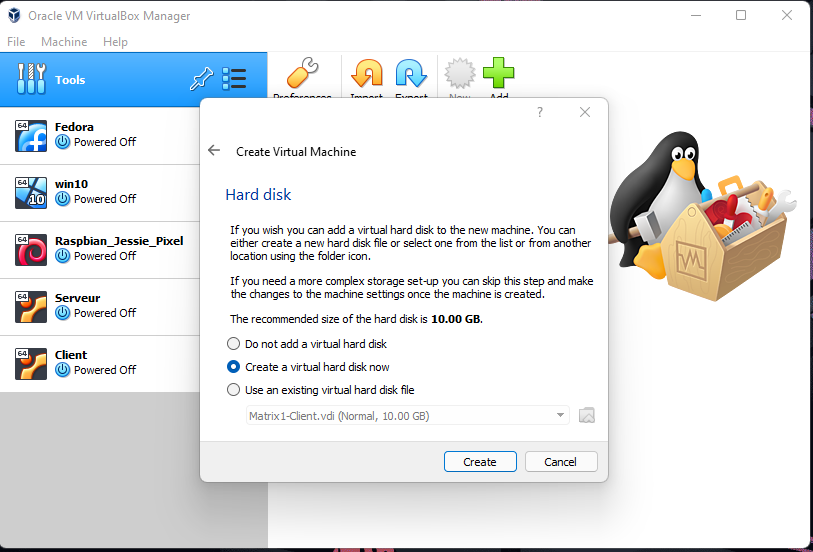 Oracle VM VirtualBox Manager
File Machine Help
Tools
Preferences Import Export New Add
64 Fedora
Powered Off
64 win10
10 Powered Off
64 Raspbian_Jessie_Pixel
Powered Off
64 Serveur
Powered Off
64 Client
Powered Off
?
Create Virtual Machine
Hard disk
If you wish you can add a virtual hard disk to the new machine. You can
either create a new hard disk file or select one from the list or from another
location using the folder icon.
If you need a more complex storage set-up you can skip this step and make
the changes to the machine settings once the machine is created.
The recommended size of the hard disk is 10.00 GB.
Do not add a virtual hard disk
Create a virtual hard disk now
Use an existing virtual hard disk file
Matrix1-Client.vdi (Normal, 10.00 GB)
Create Cancel